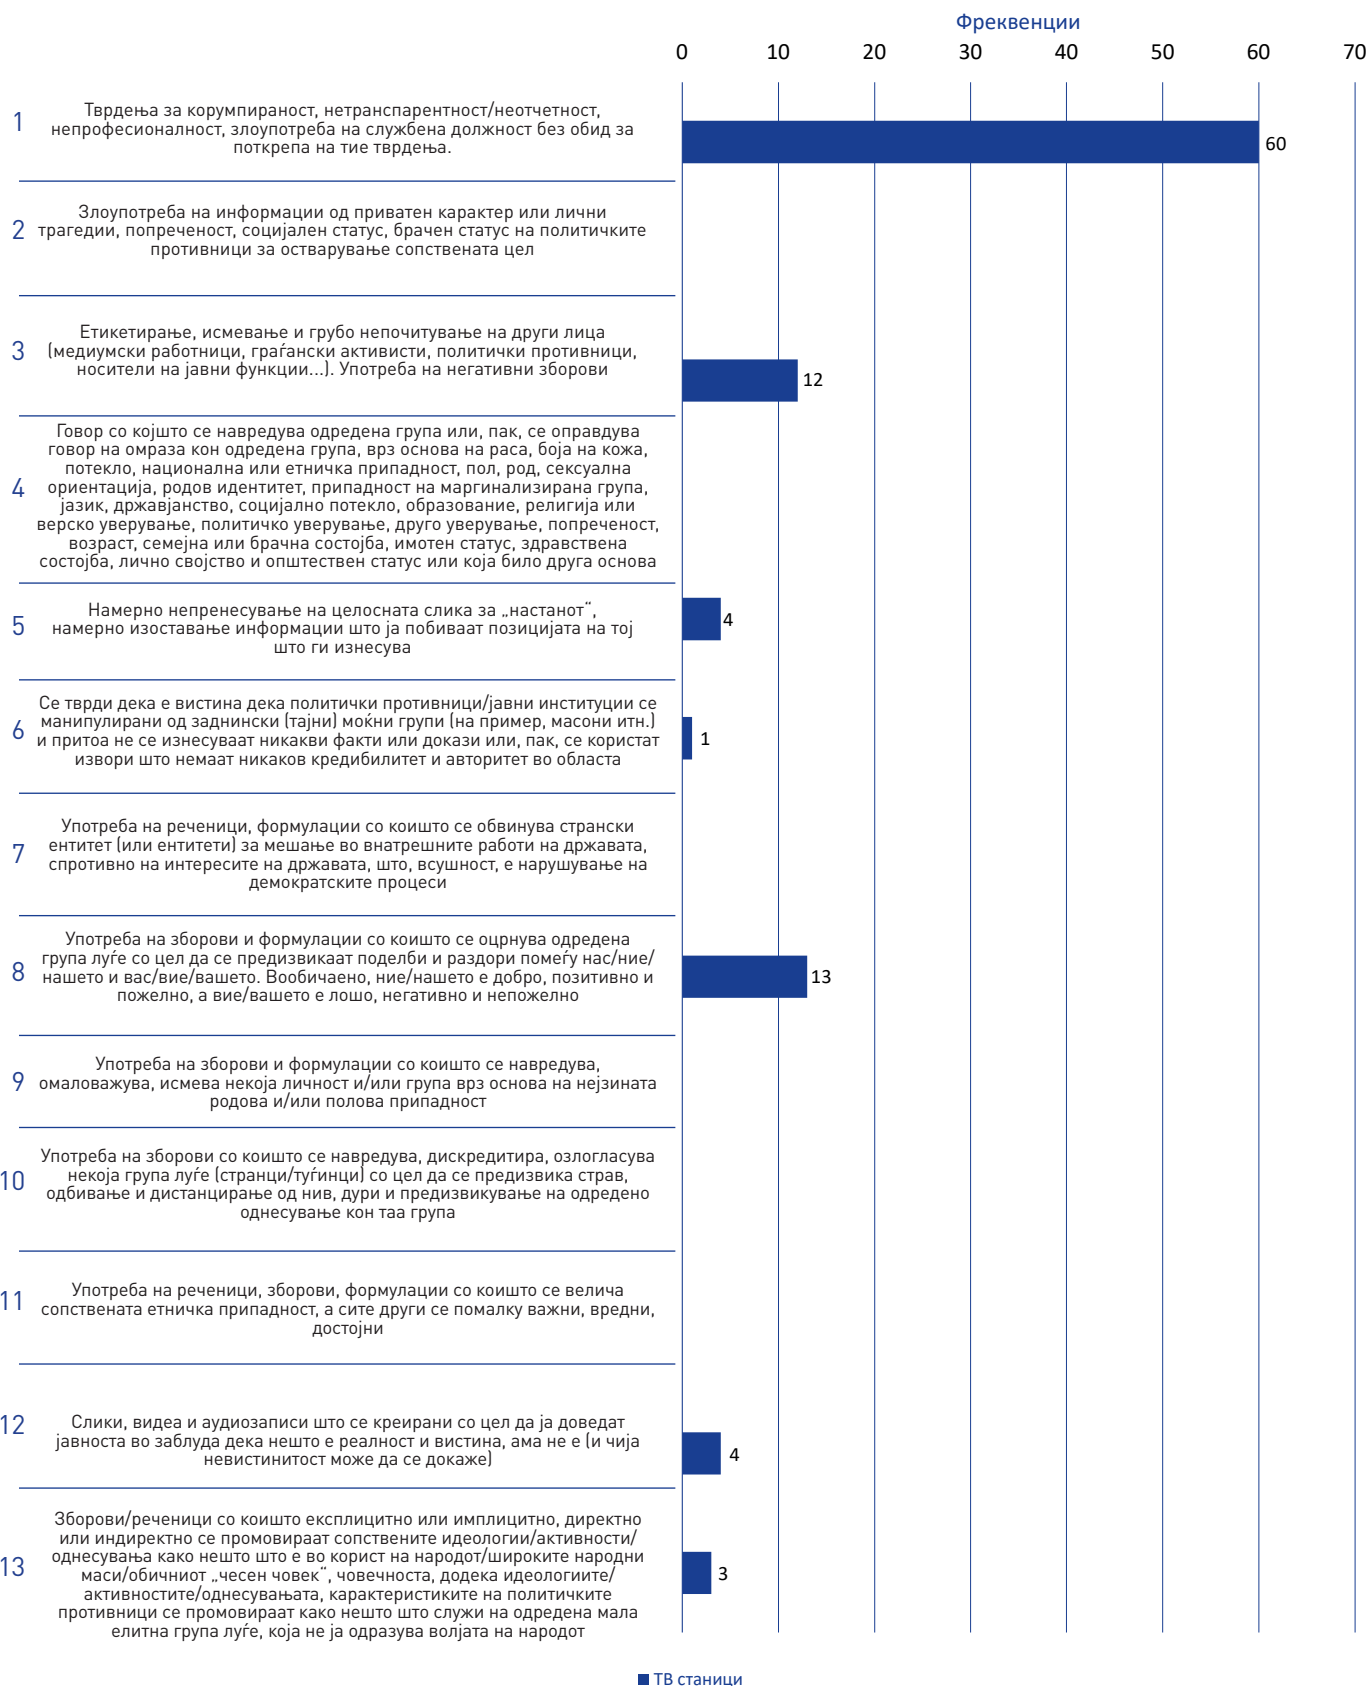 Фреквенции
0 10 20 30 40 50 60 70
1
Тврдења за корумпираност, нетранспарентност/неотчетност,
непрофесионалност, злоупотреба на службена должност без обид за
поткрепа на тие тврдења.
60
2
Злоупотреба на информации од приватен карактер или лични
трагедии, попреченост, социјален статус, брачен статус на политичките
противници за остварување сопствената цел
3
Етикетирање, исмевање и грубо непочитување на други лица
(медиумски работници, граѓански активисти, политички противници,
носители на јавни функции...). Употреба на негативни зборови
12
4
Говор со којшто се навредува одредена група или, пак, се оправдува
говор на омраза кон одредена група, врз основа на раса, боја на кожа,
потекло, национална или етничка припадност, пол, род, сексуална
ориентација, родов идентитет, припадност на маргинализирана група,
јазик, државјанство, социјално потекло, образование, религија или
верско уверување, политичко уверување, друго уверување, попреченост,
возраст, семејна или брачна состојба, имотен статус, здравствена
состојба, лично својство и општествен статус или која било друга основа
5
Намерно непренесување на целосната слика за „настанот“,
намерно изоставање информации што ја побиваат позицијата на тој
што ги изнесува
4
6
Се тврди дека е вистина дека политички противници/јавни институции се
манипулирани од заднински (тајни) моќни групи (на пример, масони итн.)
и притоа не се изнесуваат никакви факти или докази или, пак, се користат
извори што немаат никаков кредибилитет и авторитет во областа
1
7
Употреба на реченици, формулации со коишто се обвинува странски
ентитет (или ентитети) за мешање во внатрешните работи на државата,
спротивно на интересите на државата, што, всушност, е нарушување на
демократските процеси
8
Употреба на зборови и формулации со коишто се оцрнува одредена
група луѓе со цел да се предизвикаат поделби и раздори помеѓу нас/ние/
нашето и вас/вие/вашето. Вообичаено, ние/нашето е добро, позитивно и
пожелно, а вие/вашето е лошо, негативно и непожелно
13
9
Употреба на зборови и формулации со коишто се навредува,
омаловажува, исмева некоја личност и/или група врз основа на нејзината
родова и/или полова припадност
10
Употреба на зборови со коишто се навредува, дискредитира, озлогласува
некоја група луѓе (странци/туѓинци) со цел да се предизвика страв,
одбивање и дистанцирање од нив, дури и предизвикување на одредено
однесување кон таа група
11
Употреба на реченици, зборови, формулации со коишто се велича
сопствената етничка припадност, а сите други се помалку важни, вредни,
достојни
12
Слики, видеа и аудиозаписи што се креирани со цел да ја доведат
јавноста во заблуда дека нешто е реалност и вистина, ама не е (и чија
невистинитост може да се докаже)
4
13
Зборови/реченици со коишто експлицитно или имплицитно, директно
или индиректно се промовираат сопствените идеологии/активности/
однесувања како нешто што е во корист на народот/широките народни
маси/обичниот „чесен човек“, човечноста, додека идеологиите/
активностите/однесувањата, карактеристиките на политичките
противници се промовираат како нешто што служи на одредена мала
елитна група луѓе, која не ја одразува волјата на народот
3
ТВ станици